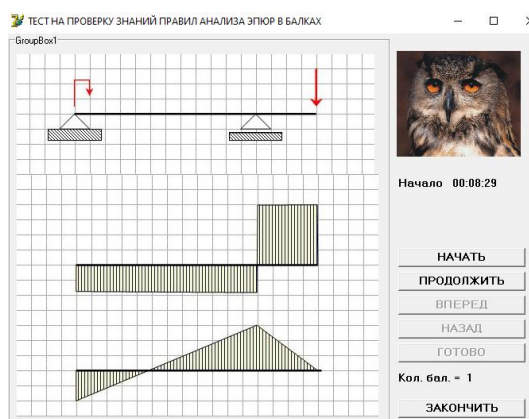 ТЕСТ НА ПРОВЕРКУ ЗНАНИЙ ПРАВИЛ АНАЛИЗА ЭПЮР В БАЛКАХ
GroupBox1
Начало 00:08:29
НАЧАТЬ
ПРОДОЛЖИТЬ
ВПЕРЕД
НАЗАД
ГОТОВО
Кол. бал. = 1
ЗАКОНЧИТЬ